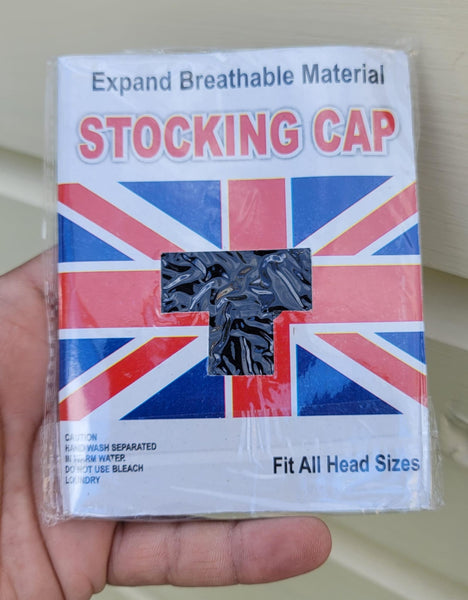 Expand Breathable Material
STOCKING CAP
CAUTION
HAND WASH SEPARATED
IN WARM WATER.
DO NOT USE BLEACH
LOUNDRY
Fit All Head Sizes